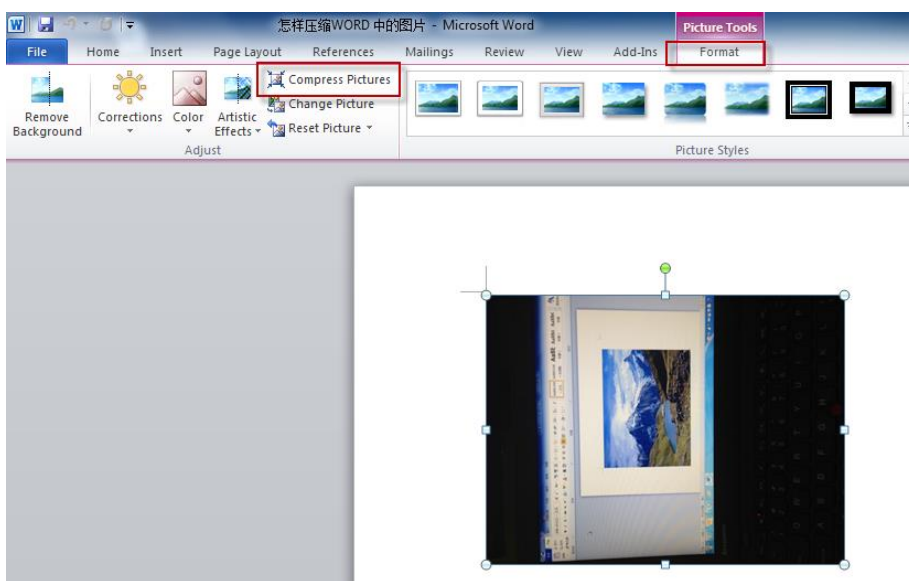 怎样压缩WORD 中的图片 - Microsoft Word
Picture Tools
File Home Insert Page Layout References Mailings Review View Add-Ins Format
Compress Pictures
Change Picture
Reset Picture
Remove Background
Corrections
Color
Artistic Effects
Adjust
Picture Styles